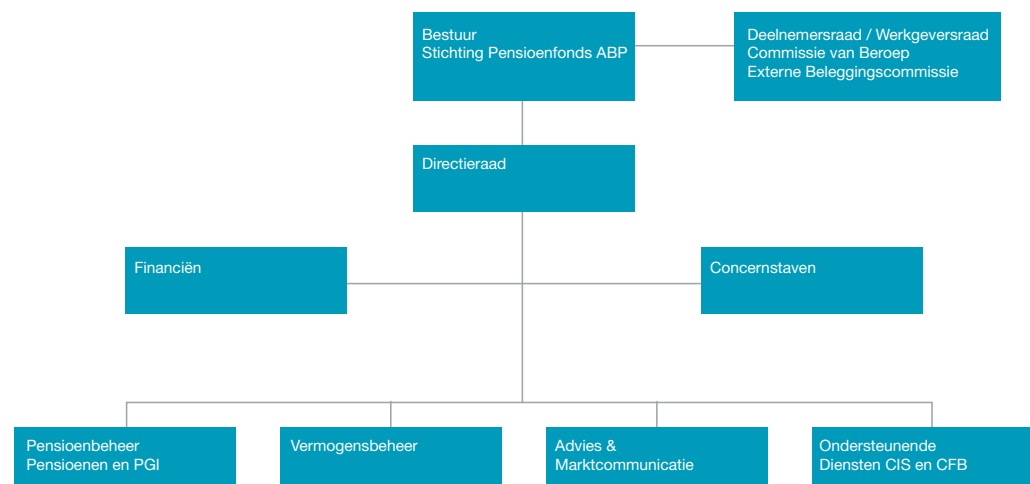 Bestuur
Stichting Pensioenfonds ABP
Deelnemersraad / Werkgeversraad
Commissie van Beroep
Externe Beleggingscommissie
Directieraad
Financiën
Concernstaven
Pensioenbeheer
Pensioenen en PGI
Vermogensbeheer
Advies &
Marktcommunicatie
Ondersteunende
Diensten CIS en CFB